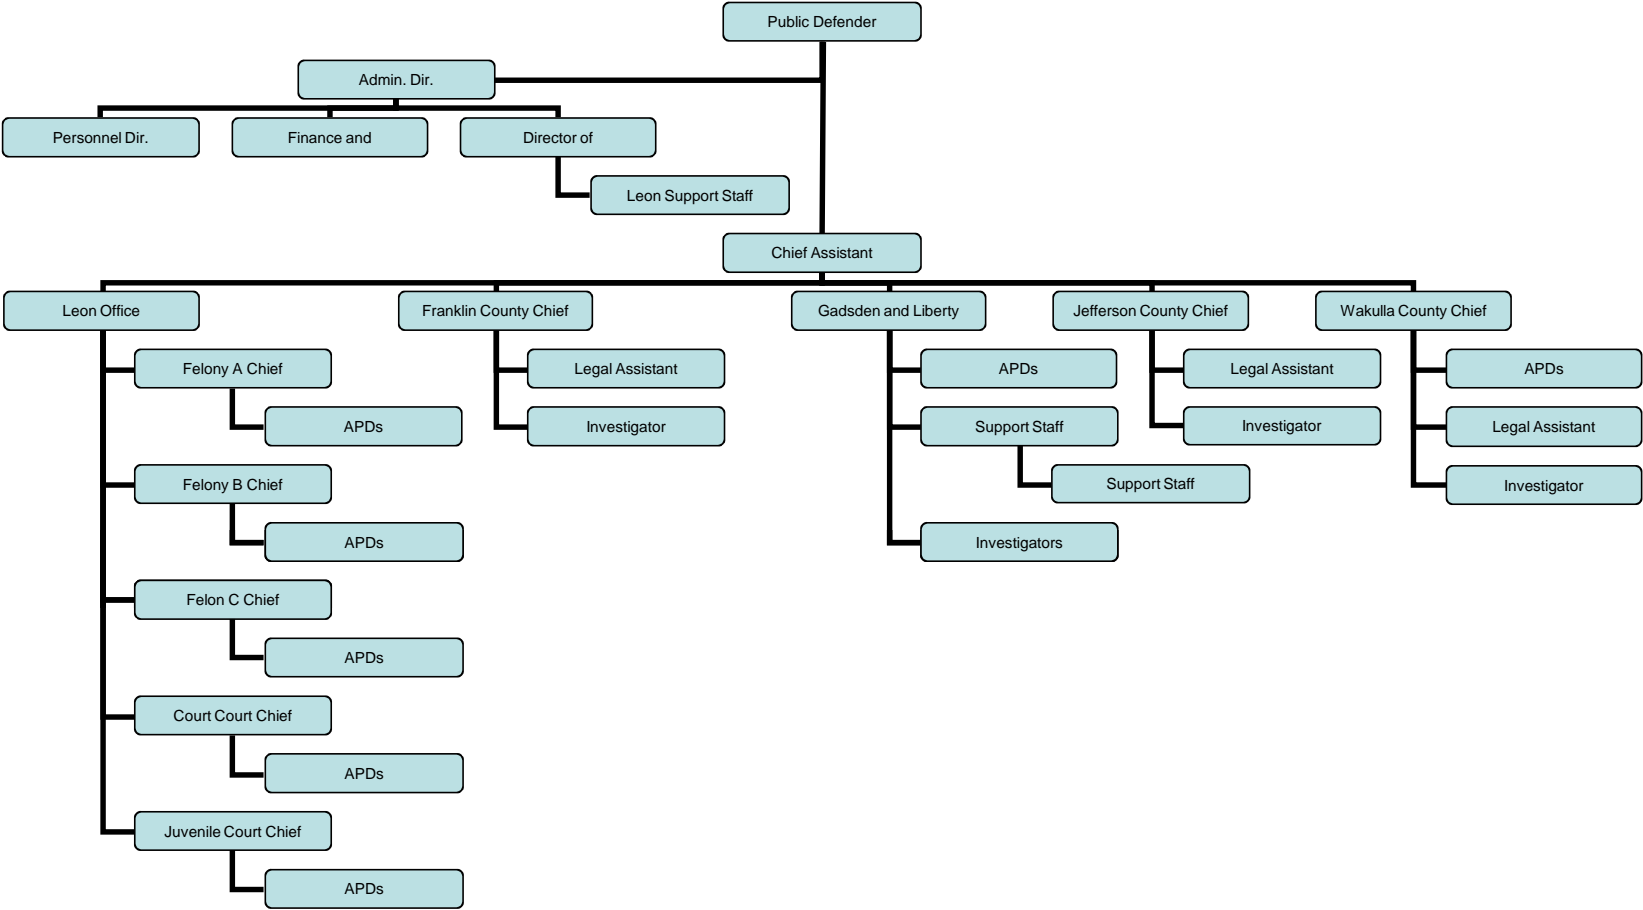 Public Defender
Admin. Dir.
Personnel Dir.
Finance and
Director of
Leon Support Staff
Chief Assistant
Leon Office
Franklin County Chief
Gadsden and Liberty
Jefferson County Chief
Wakulla County Chief
Felony A Chief
Legal Assistant
APDs
Legal Assistant
APDs
APDs
Investigator
Support Staff
Investigator
Legal Assistant
Felony B Chief
Support Staff
Investigator
APDs
Investigators
Felon C Chief
APDs
Court Court Chief
APDs
Juvenile Court Chief
APDs